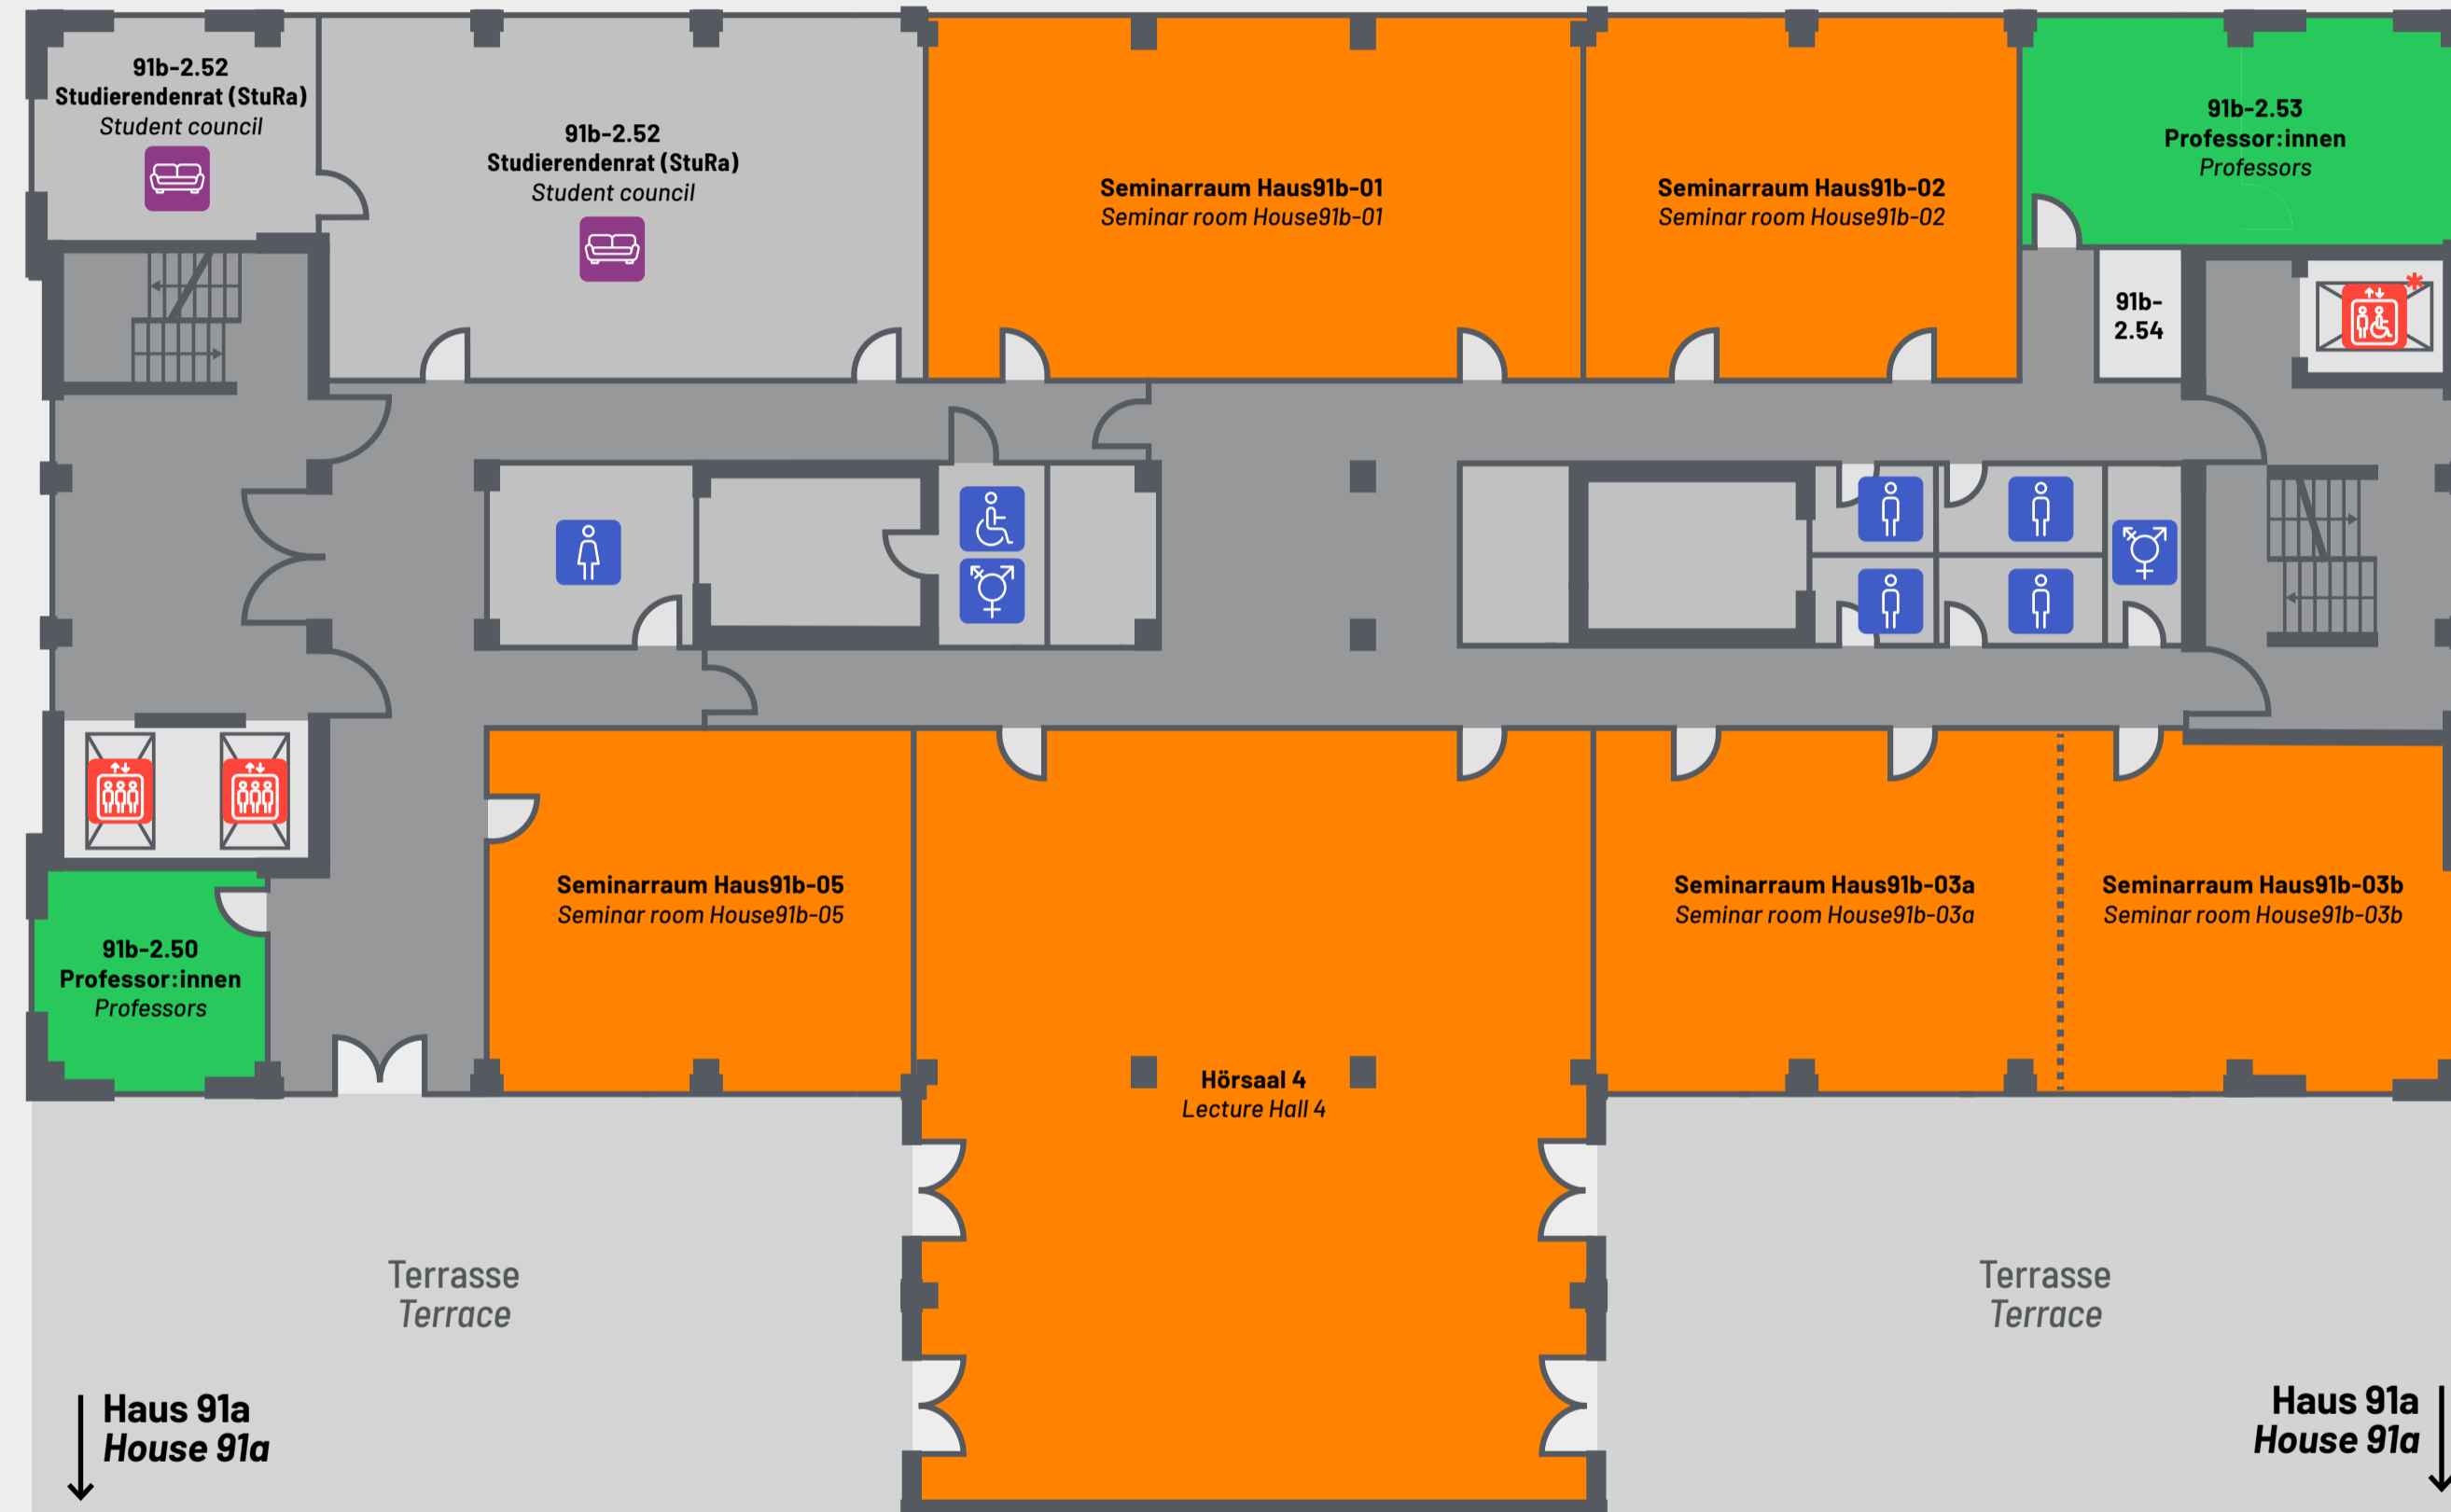 91b-2.52
Studierendenrat (StuRa)
Student council
91b-2.52
Studierendenrat (StuRa)
Student council
Seminarraum Haus91b-01
Seminar room House91b-01
Seminarraum Haus91b-02
Seminar room House91b-02
91b-2.53
Professor:innen
Professors
91b-
2.54
*
Seminarraum Haus91b-05
Seminar room House91b-05
Seminarraum Haus91b-03a
Seminar room House91b-03a
Seminarraum Haus91b-03b
Seminar room House91b-03b
91b-2.50
Professor:innen
Professors
Hörsaal 4
Lecture Hall 4
Terrasse
Terrace
Terrasse
Terrace
Haus 91a
House 91a
Haus 91a
House 91a